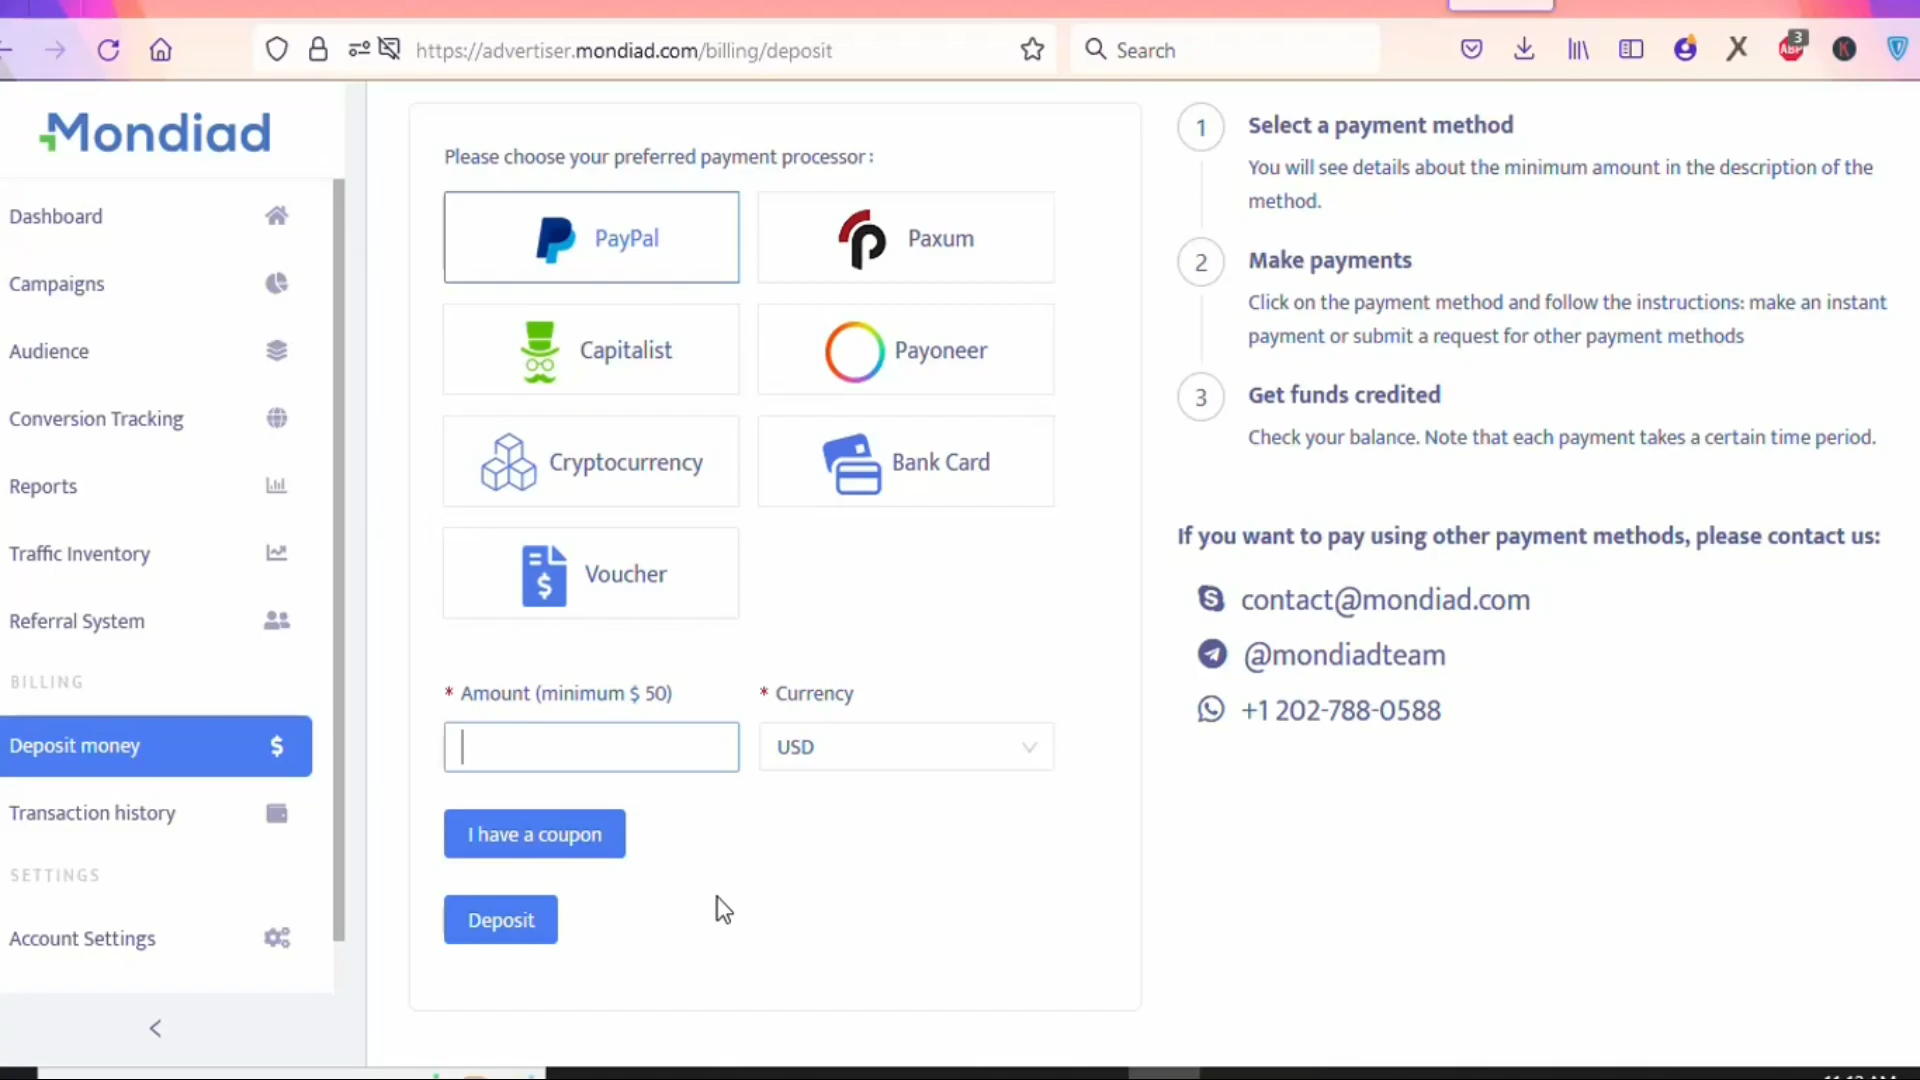 https://advertiser.mondiad.com/billing/deposit
Search
3
ABP
K
Mondiad
Dashboard
Campaigns
Audience
Conversion Tracking
Reports
Traffic Inventory
Referral System
BILLING
Deposit money
$
Transaction history
SETTINGS
Account Settings
Please choose your preferred payment processor:
PayPal
Paxum
Capitalist
Payoneer
Cryptocurrency
Bank Card
$
Voucher
* Amount (minimum $ 50)
* Currency
USD
I have a coupon
Deposit
1
Select a payment method
You will see details about the minimum amount in the description of the
method.
2
Make payments
Click on the payment method and follow the instructions: make an instant
payment or submit a request for other payment methods
3
Get funds credited
Check your balance. Note that each payment takes a certain time period.
If you want to pay using other payment methods, please contact us:
contact@mondiad.com
@mondiadteam
+1 202-788-0588